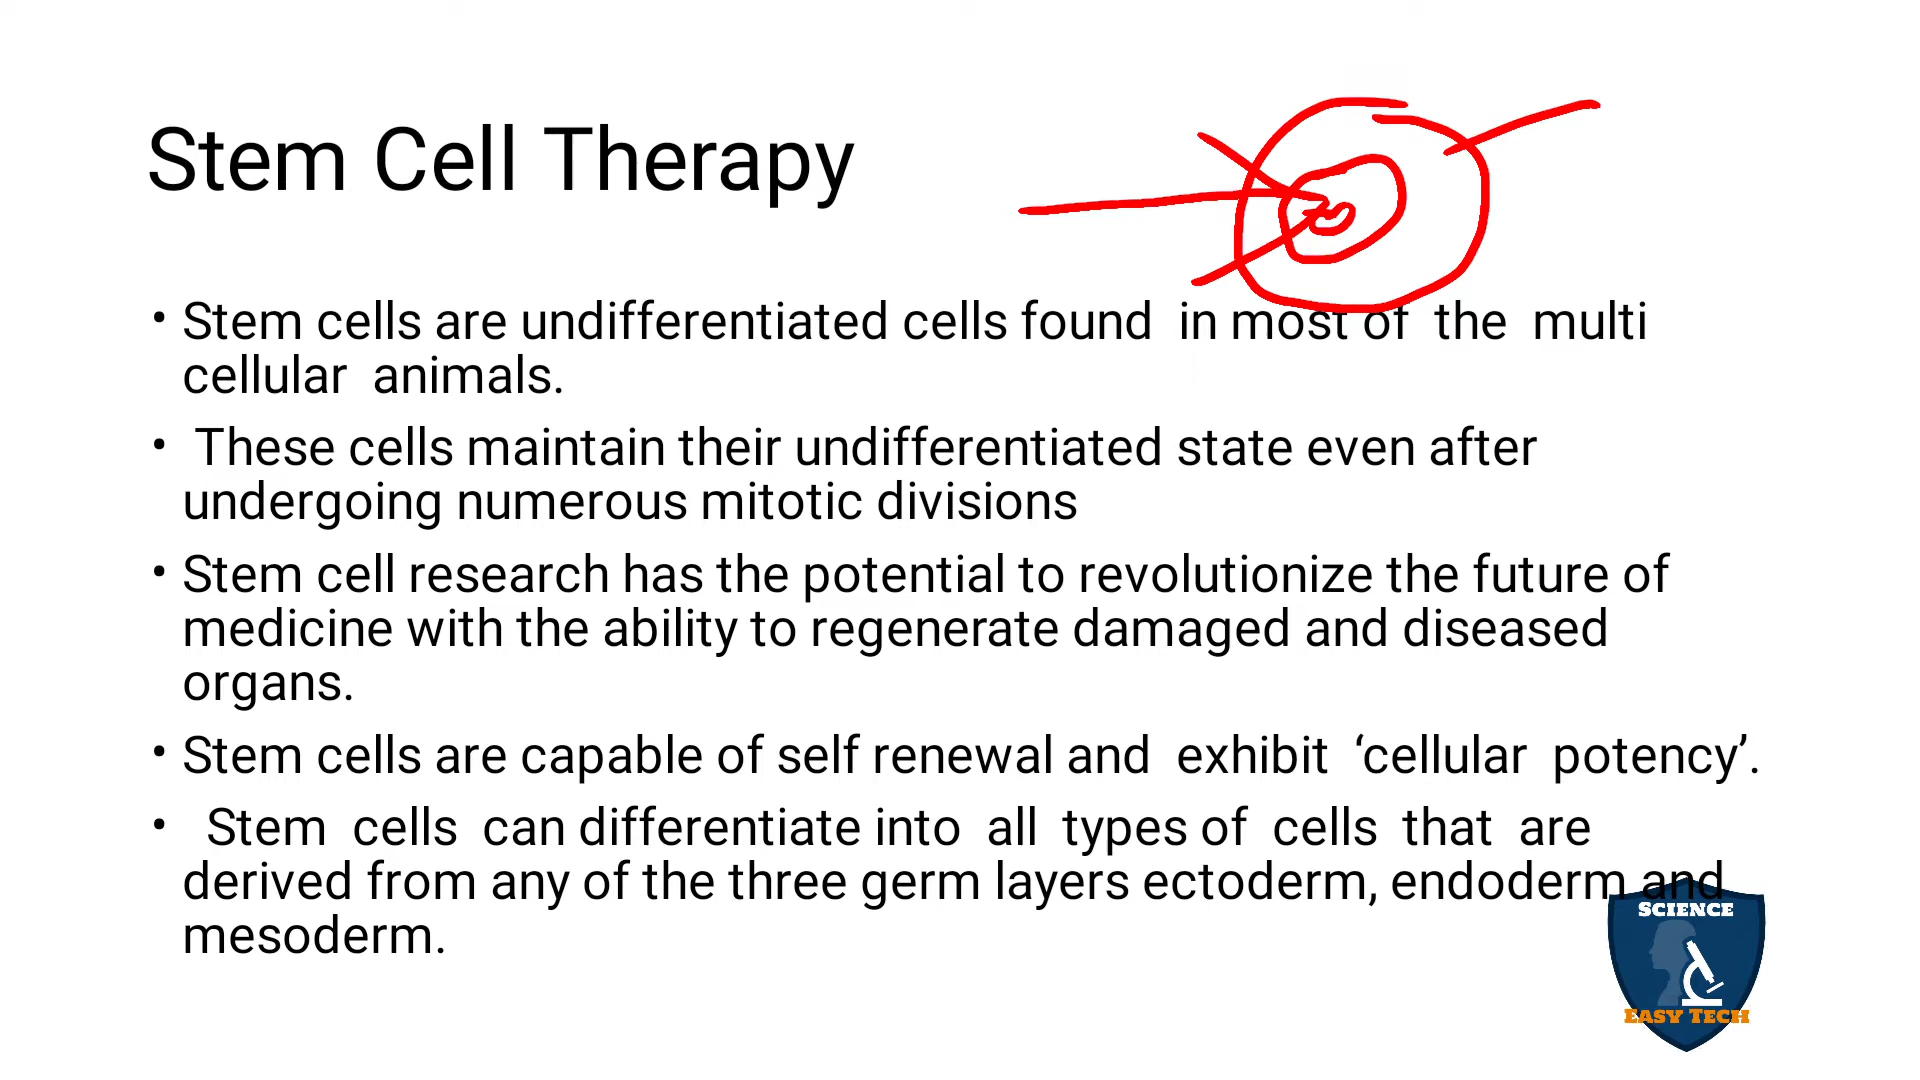 Stem Cell Therapy
• Stem cells are undifferentiated cells found in most of the multi
cellular animals.
• These cells maintain their undifferentiated state even after
undergoing numerous mitotic divisions
• Stem cell research has the potential to revolutionize the future of
medicine with the ability to regenerate damaged and diseased
organs.
• Stem cells are capable of self renewal and exhibit ‘cellular potency’.
• Stem cells can differentiate into all types of cells that are
derived from any of the three germ layers ectoderm, endoderm and
mesoderm.
SCIENCE
EASY TECH